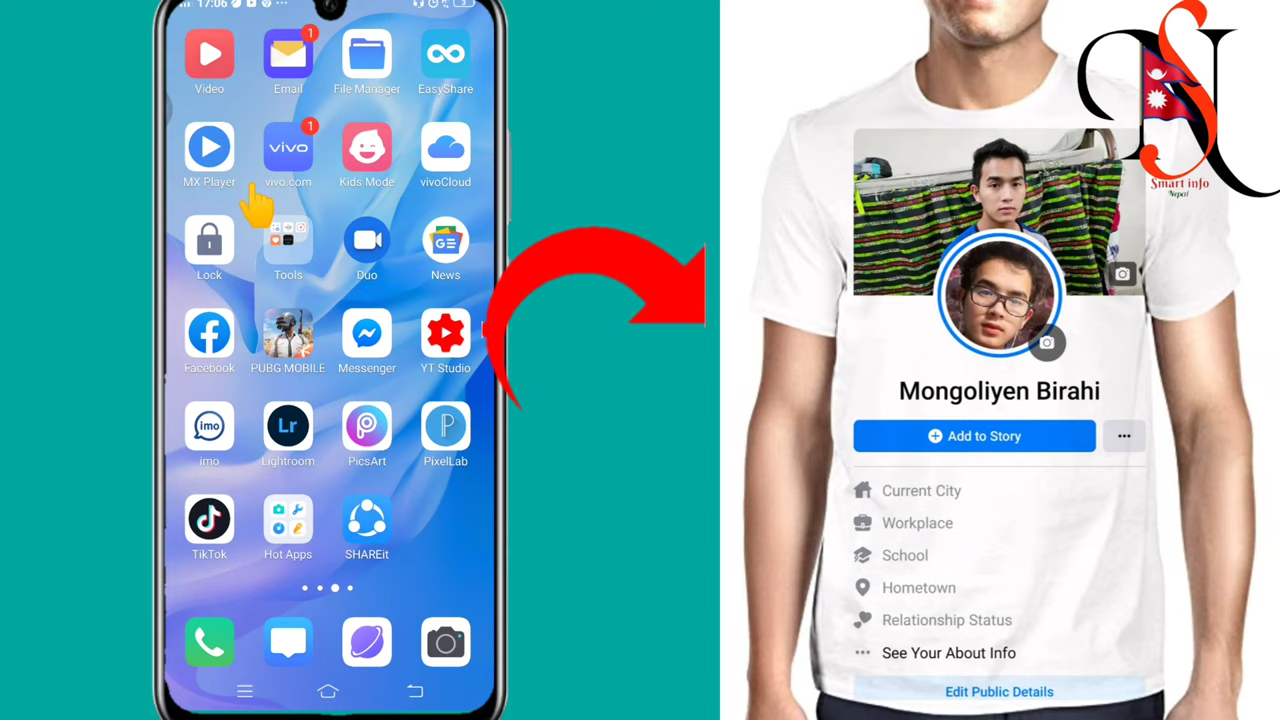 17:06
1
Video
Email
File Manager
EasyShare
1
vivo
MX Player
vivo.com
Kids Mode
vivoCloud
GE
Lock
Tools
Duo
News
Facebook
PUBG MOBILE
Messenger
YT Studio
imo
Lr
P
P
imo
Lightroom
PicsArt
PixelLab
TikTok
Hot Apps
SHAREit
N S
Smart info
Nepal
Mongoliyen Birahi
Add to Story
Current City
Workplace
School
Hometown
Relationship Status
See Your About Info
Edit Public Details